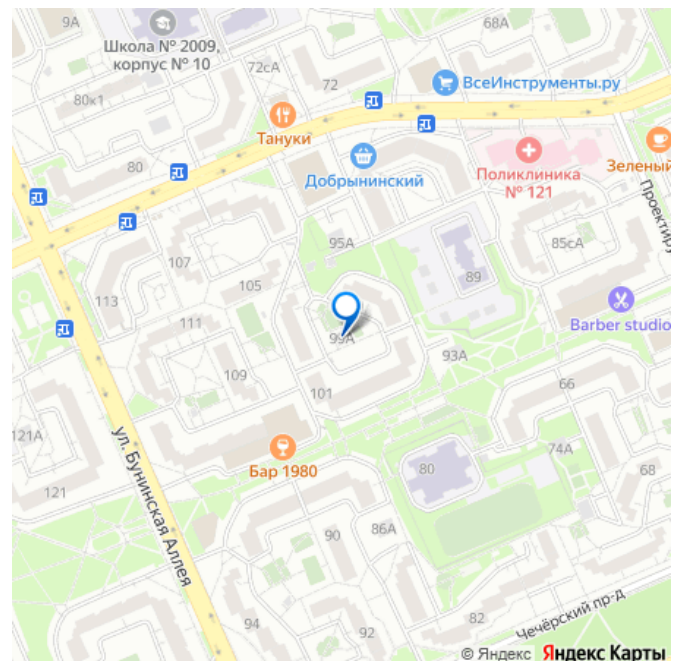 9А
68А
Школа № 2009,
корпус № 10
72сА
72
ВсеИнструменты.ру
80к1
Тануки
80
Добрынинский
Поликлиника
№ 121
Зеленый
Проектиру
95А
85сА
107
89
105
113
111
99А
Barber studio
93А
109
66
101
121А
ул. Бунинская Аллея
Бар 1980
80
74А
68
121
86А
90
94
92
82
Чечёрский пр-д
© Яндекс Яндекс Карты